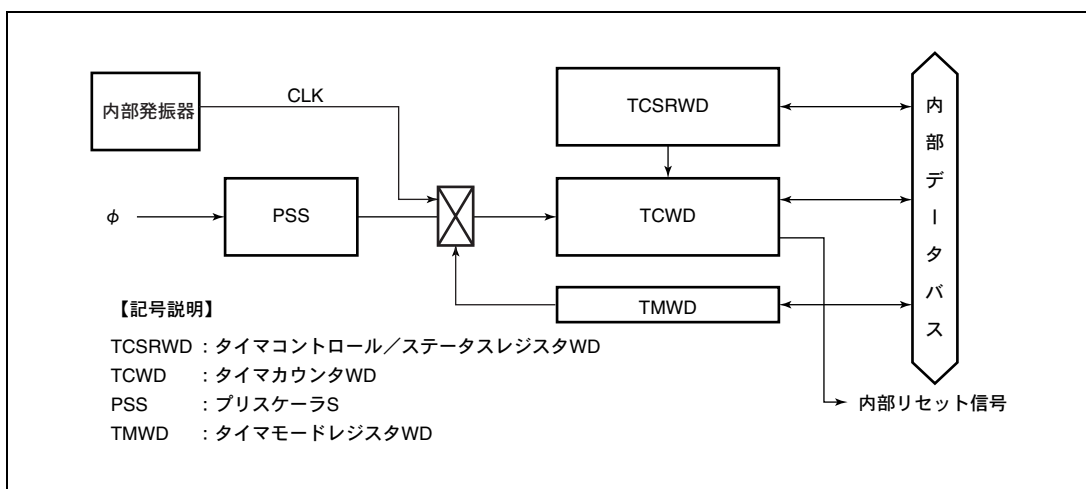 内部発振器
CLK
φ
PSS
TCSRWD
TCWD
TMWD
内部データバス
内部リセット信号
【記号説明】
TCSRWD ：タイマコントロール／ステータスレジスタWD
TCWD ：タイマカウンタWD
PSS ：プリスケーラS
TMWD ：タイマモードレジスタWD